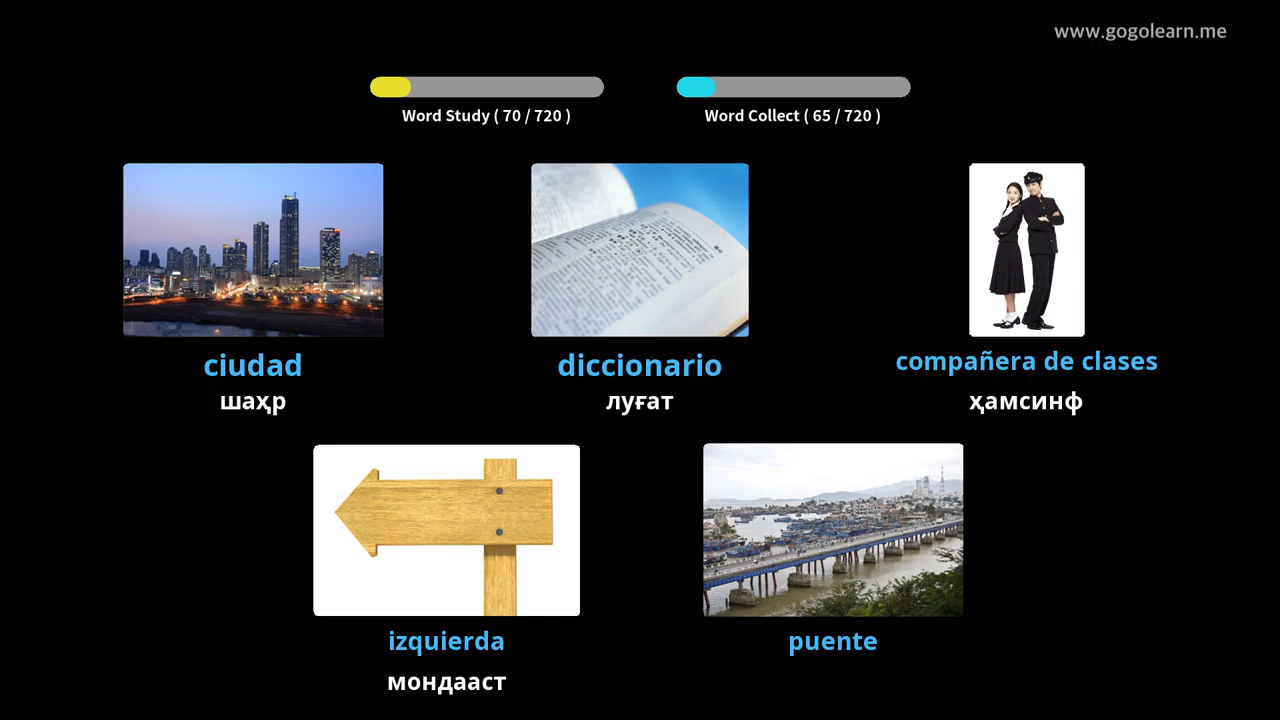 www.gogolearn.me
Word Study ( 70 / 720 )
Word Collect ( 65 / 720 )
ciudad
шаҳр
diccionario
луғат
compañera de clases
ҳамсинф
izquierda
мондааст
puente